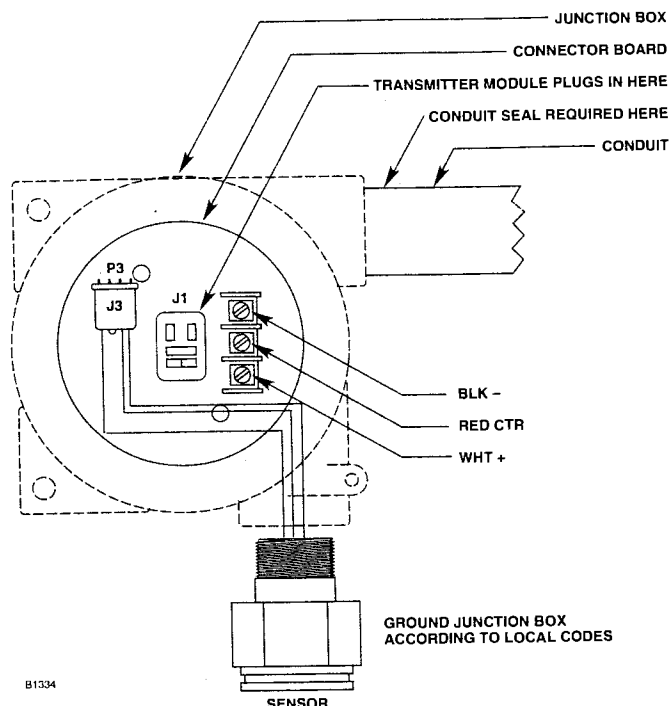 JUNCTION BOX
CONNECTOR BOARD
TRANSMITTER MODULE PLUGS IN HERE
CONDUIT SEAL REQUIRED HERE
CONDUIT
P3
J3
J1
BLK –
RED CTR
WHT +
GROUND JUNCTION BOX
ACCORDING TO LOCAL CODES
B1334
SENSOR